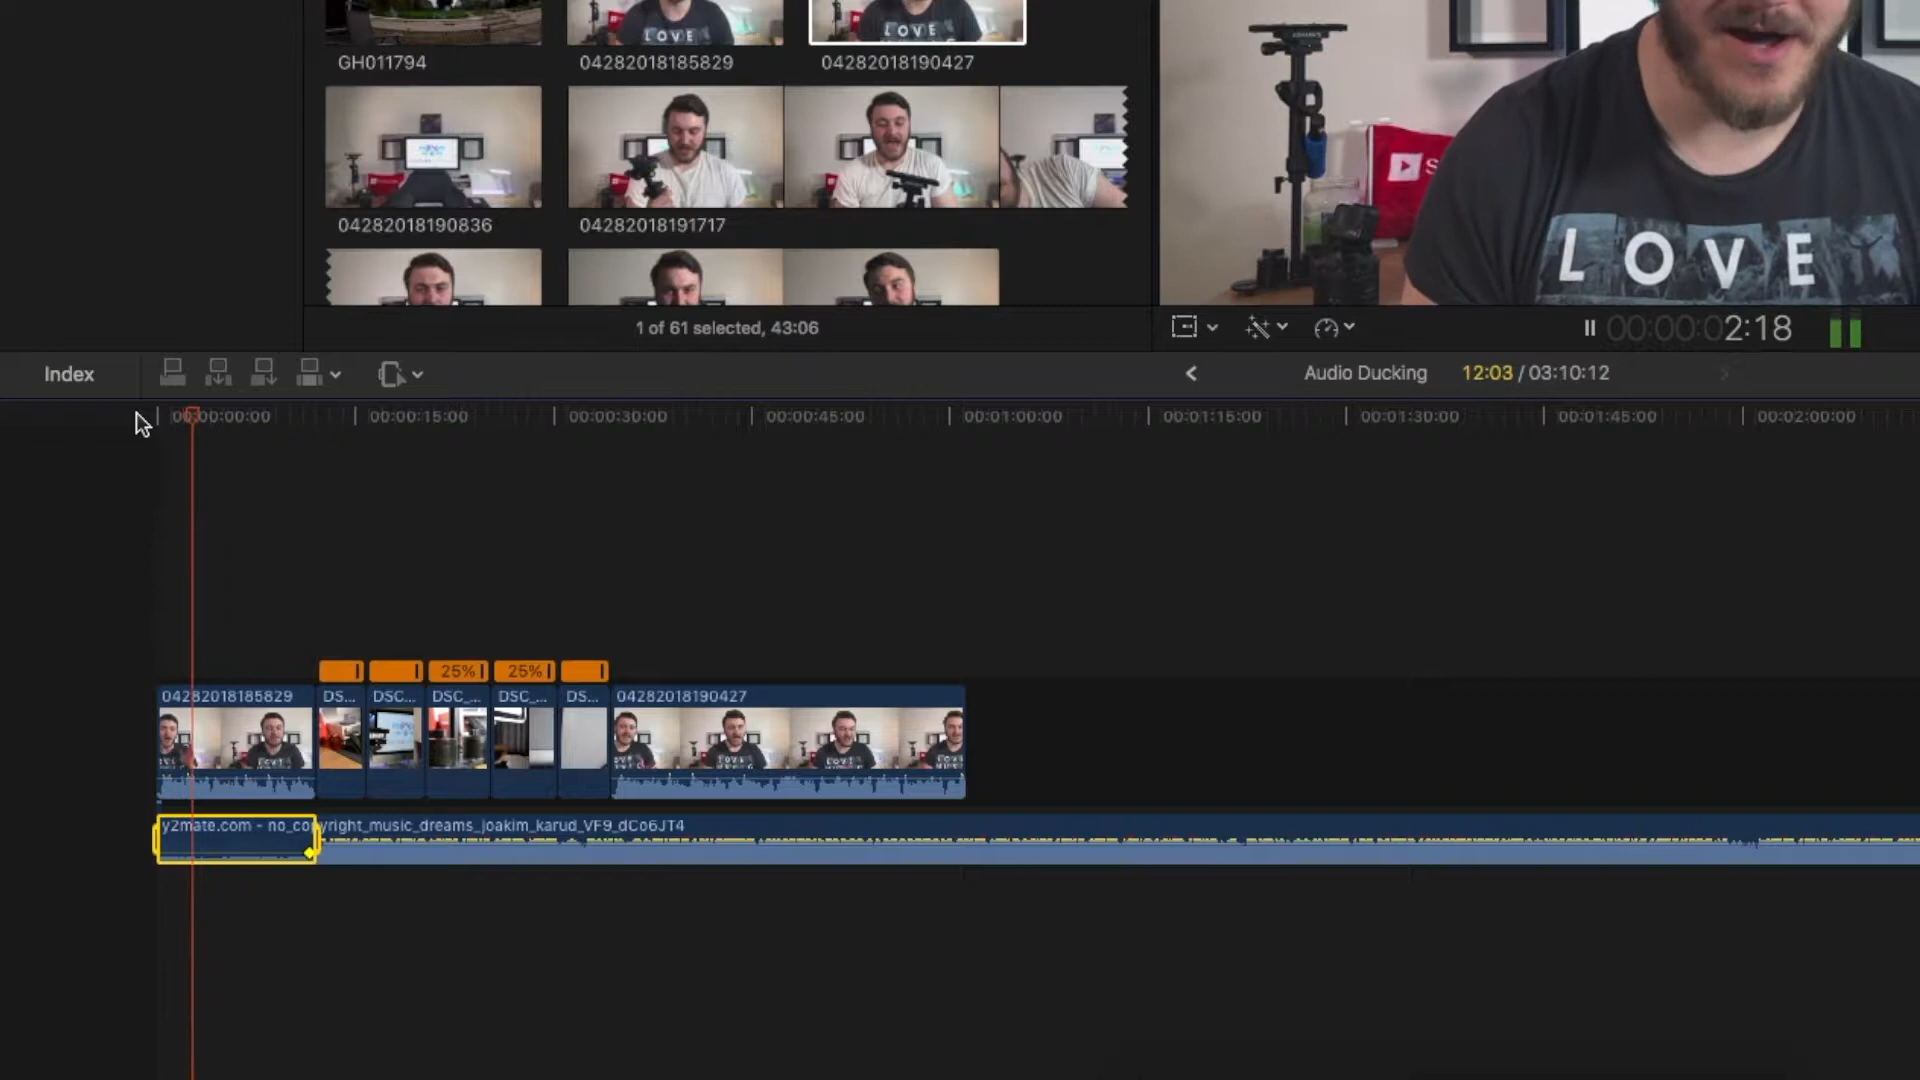 LOVE
LOVE
GH011794
04282018185829
04282018190427
S
LOVE
04282018190836
04282018191717
1 of 61 selected, 43:06
00:00:02:18
Index
Audio Ducking
12:03 / 03:10:12
00:00:00:00
00:00:15:00
00:00:30:00
00:00:45:00
00:01:00:00
00:01:15:00
00:01:30:00
00:01:45:00
00:02:00:00
25%
25%
04282018185829
DS...
DSC...
DSC_...
DSC_...
DS...
04282018190427
y2mate.com - no_copyright_music_dreams_joakim_karud_VF9_dCo6JT4